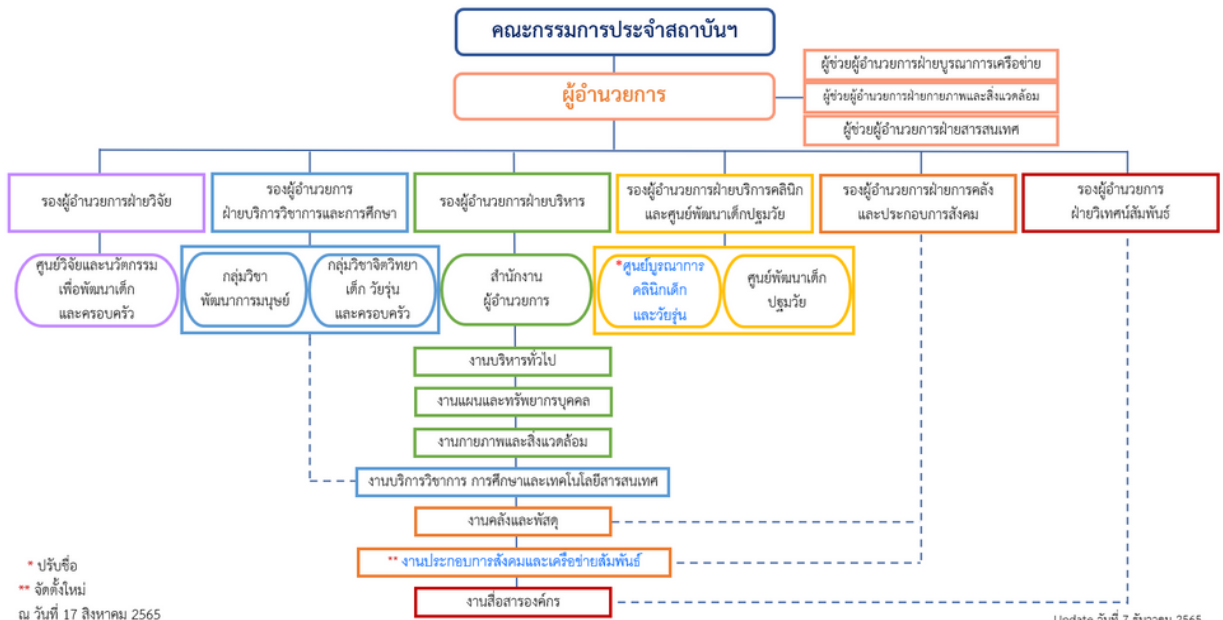 คณะกรรมการประจำสถาบันฯ
ผู้อำนวยการ
ผู้ช่วยผู้อำนวยการฝ่ายบูรณาการเครือข่าย
ผู้ช่วยผู้อำนวยการฝ่ายกายภาพและสิ่งแวดล้อม
ผู้ช่วยผู้อำนวยการฝ่ายสารสนเทศ
รองผู้อำนวยการฝ่ายวิจัย
รองผู้อำนวยการ
ฝ่ายบริการวิชาการและการศึกษา
รองผู้อำนวยการฝ่ายบริหาร
รองผู้อำนวยการฝ่ายบริการคลินิก
และศูนย์พัฒนาเด็กปฐมวัย
รองผู้อำนวยการฝ่ายการคลัง
และประกอบการสังคม
รองผู้อำนวยการ
ฝ่ายวิเทศน์สัมพันธ์
ศูนย์วิจัยและนวัตกรรม
เพื่อพัฒนาเด็ก
และครอบครัว
กลุ่มวิชา
พัฒนาการมนุษย์
กลุ่มวิชาจิตวิทยา
เด็ก วัยรุ่น
และครอบครัว
สำนักงาน
ผู้อำนวยการ
*ศูนย์บูรณาการ
คลินิกเด็ก
และวัยรุ่น
ศูนย์พัฒนาเด็ก
ปฐมวัย
งานบริหารทั่วไป
งานแผนและทรัพยากรบุคคล
งานกายภาพและสิ่งแวดล้อม
งานบริการวิชาการ การศึกษาและเทคโนโลยีสารสนเทศ
งานคลังและพัสดุ
** งานประกอบการสังคมและเครือข่ายสัมพันธ์
งานสื่อสารองค์กร
* ปรับชื่อ
** จัดตั้งใหม่
ณ วันที่ 17 สิงหาคม 2565
Update วันที่ 7 ธันวาคม 2565